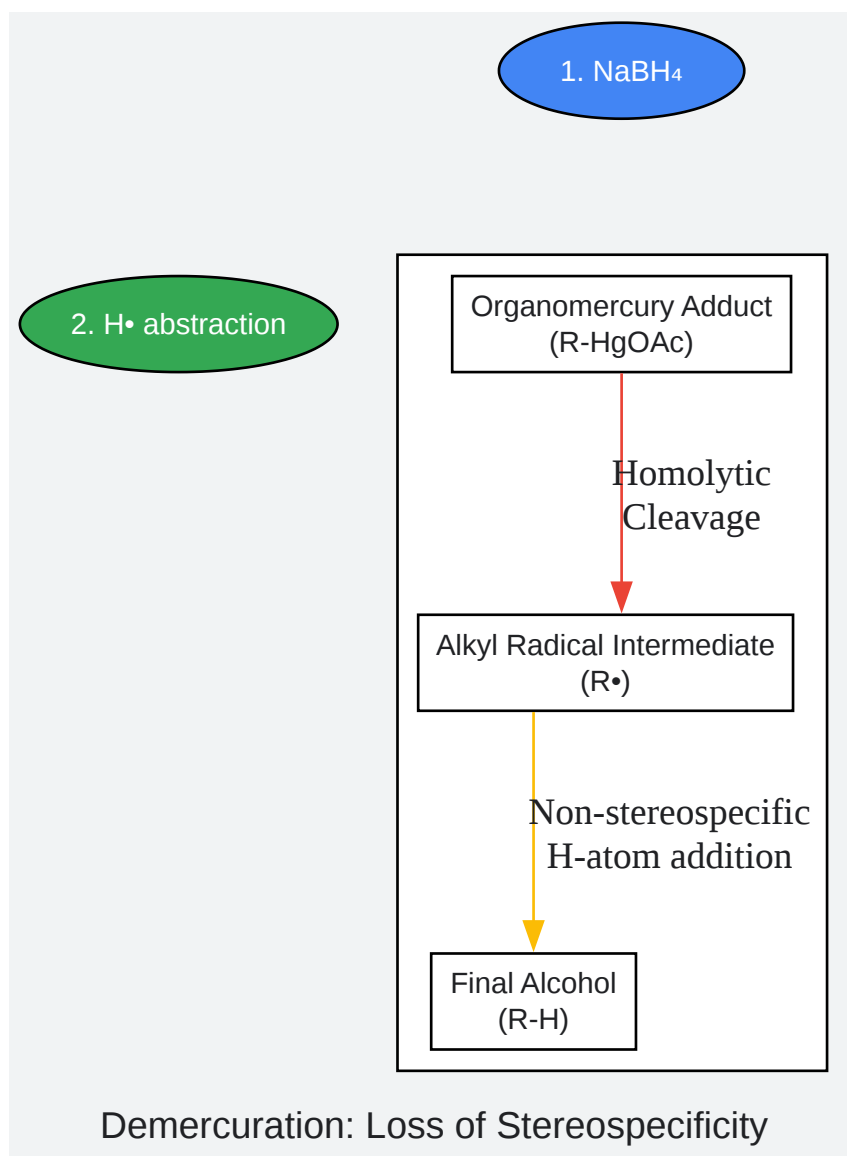 1. NaBH₄
2. H• abstraction
Organomercury Adduct
(R-HgOAc)
Homolytic
Cleavage
Alkyl Radical Intermediate
(R•)
Non-stereospecific
H-atom addition
Final Alcohol
(R-H)
Demercuration: Loss of Stereospecificity